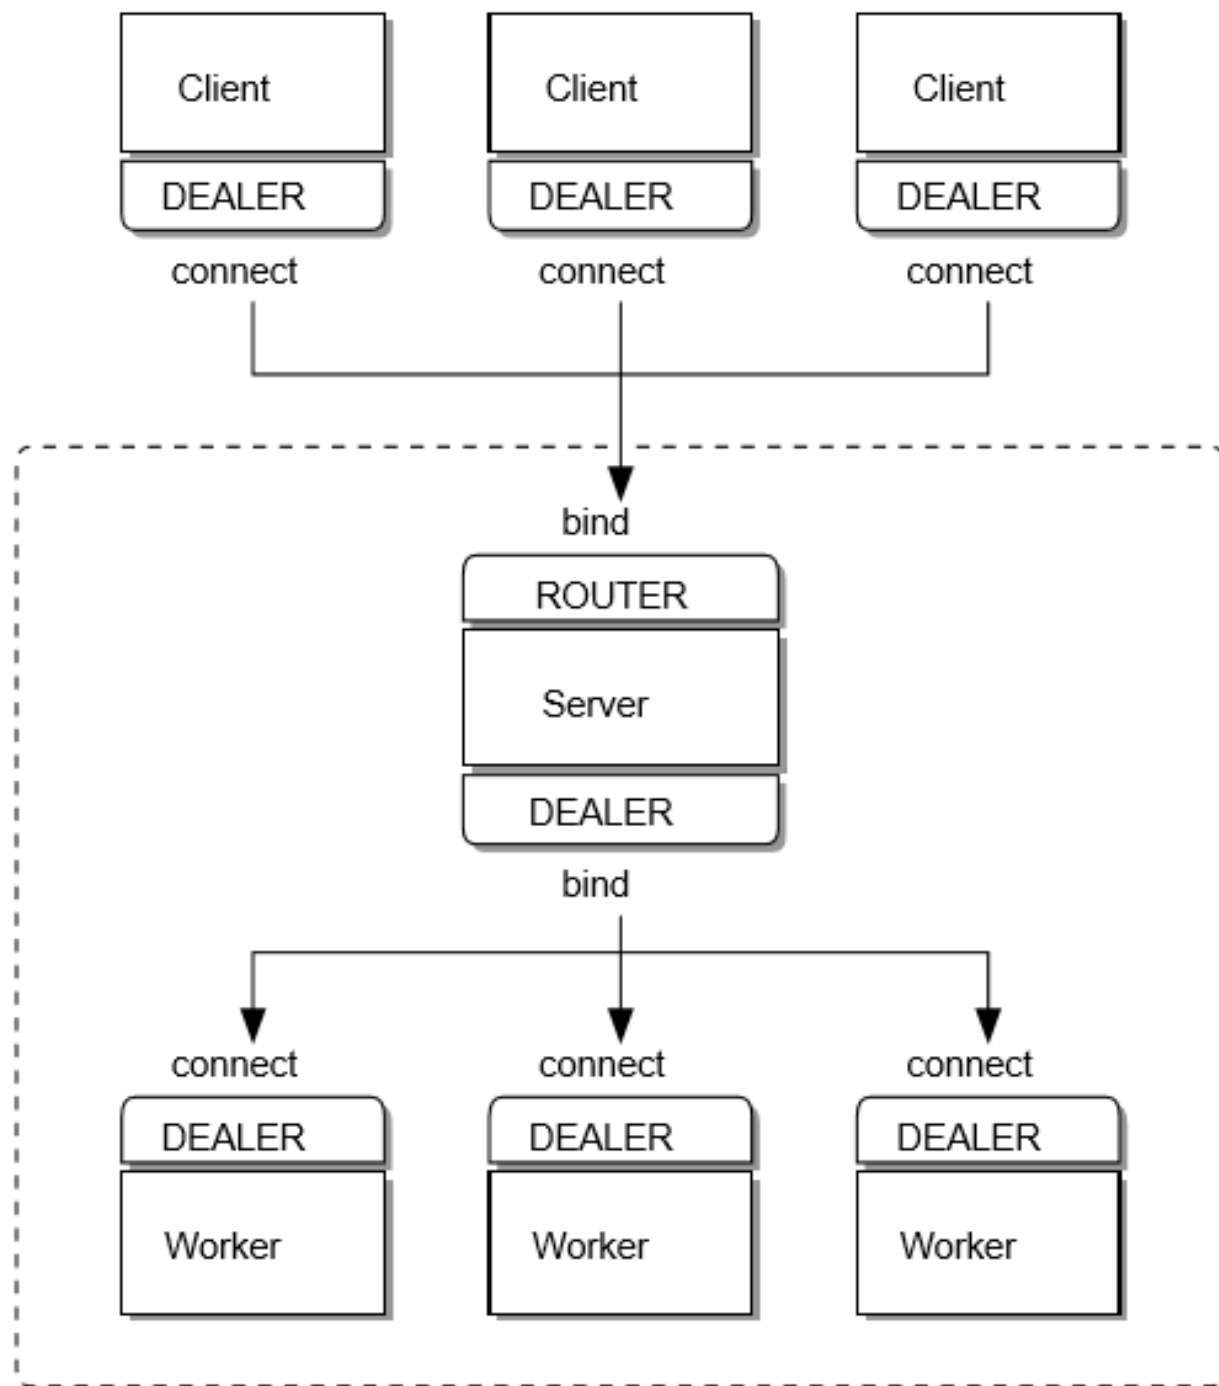 Client Client Client
DEALER DEALER DEALER
connect connect connect
bind
ROUTER
Server
DEALER
bind
connect connect connect
DEALER DEALER DEALER
Worker Worker Worker